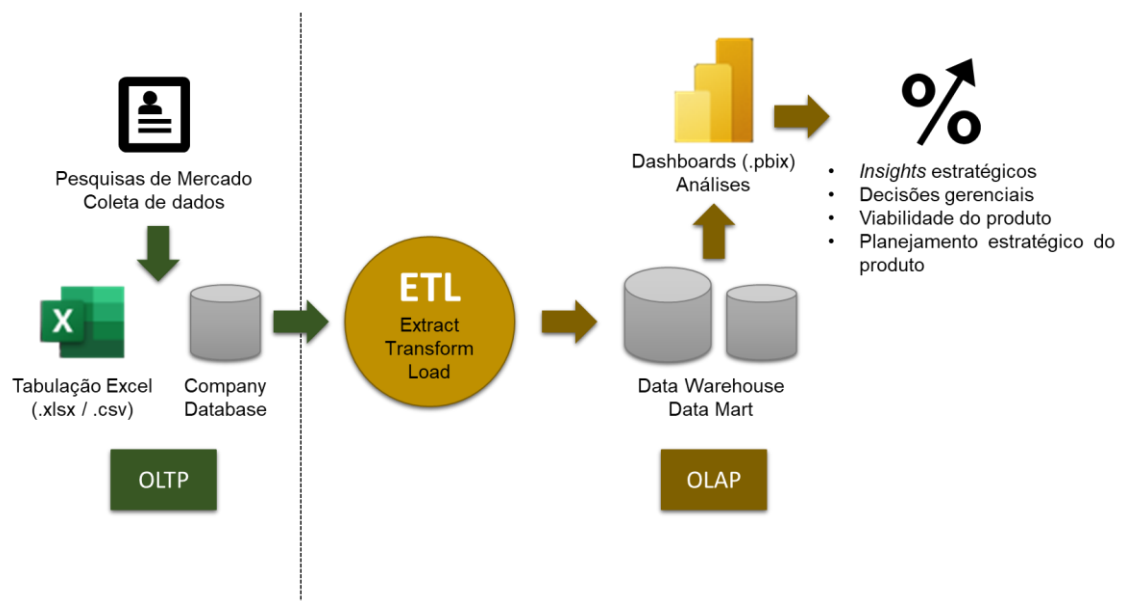 Pesquisas de Mercado
Coleta de dados
X
Tabulação Excel
(.xlsx / .csv)
Company
Database
OLTP
ETL
Extract
Transform
Load
Data Warehouse
Data Mart
OLAP
Dashboards (.pbix)
Análises
%
• Insights estratégicos
• Decisões gerenciais
• Viabilidade do produto
• Planejamento estratégico do
produto